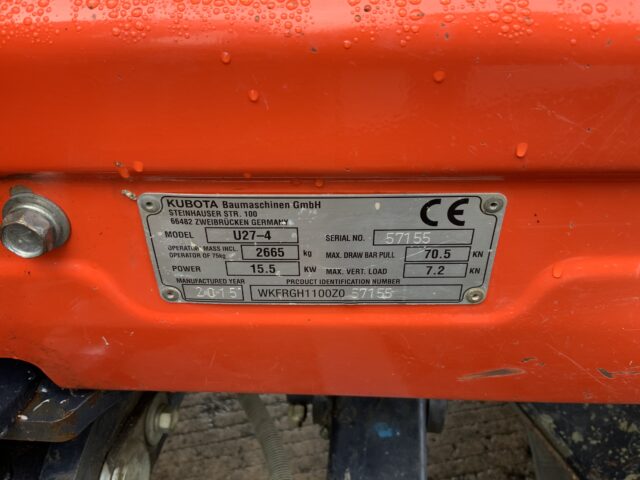 KUBOTA Baumaschinen GmbH
STEINHAUSER STR. 100
66482 ZWEIBRÜCKEN GERMANY
CE
MODEL U27-4 SERIAL NO. 57155
OPERATOR MASS INCL. OPERATOR OF 75kg 2665 kg MAX. DRAW BAR PULL 70.5 KN
POWER 15.5 KW MAX. VERT. LOAD 7.2 KN
MANUFACTURED YEAR PRODUCT IDENTIFICATION NUMBER
2015 WKFRGH1100Z0 57155